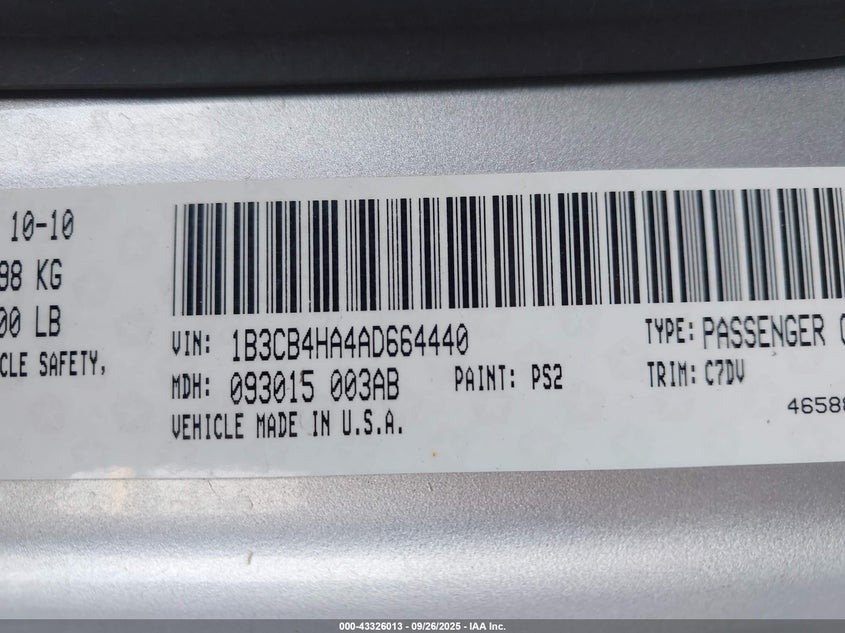 10-10
98 KG
00 LB
CLE SAFETY,
VIN: 1B3CB4HA4AD664440
TYPE: PASSENGER
MDH: 093015 003AB
PAINT: PS2
TRIM: C7DV
VEHICLE MADE IN U.S.A.
4658
000-43326013 - 09/26/2025 - IAA Inc.